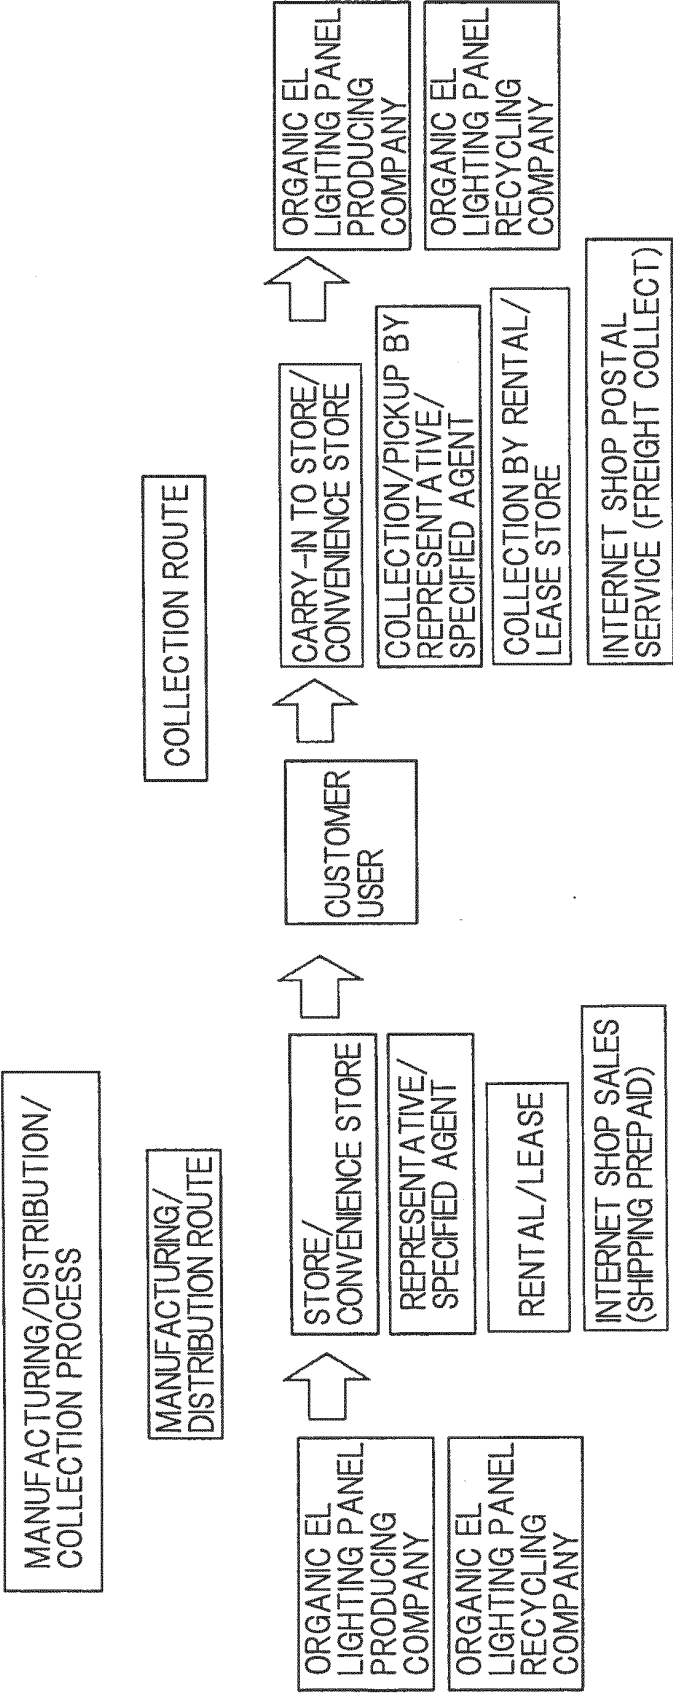 MANUFACTURING/DISTRIBUTION/
COLLECTION PROCESS
MANUFACTURING/
DISTRIBUTION ROUTE
COLLECTION ROUTE
ORGANIC EL
LIGHTING PANEL
PRODUCING
COMPANY
ORGANIC EL
LIGHTING PANEL
RECYCLING
COMPANY
STORE/
CONVENIENCE STORE
REPRESENTATIVE/
SPECIFIED AGENT
RENTAL/LEASE
INTERNET SHOP SALES
(SHIPPING PREPAID)
CUSTOMER
USER
CARRY-IN TO STORE/
CONVENIENCE STORE
COLLECTION/PICKUP BY
REPRESENTATIVE/
SPECIFIED AGENT
COLLECTION BY RENTAL/
LEASE STORE
INTERNET SHOP POSTAL
SERVICE (FREIGHT COLLECT)
ORGANIC EL
LIGHTING PANEL
PRODUCING
COMPANY
ORGANIC EL
LIGHTING PANEL
RECYCLING
COMPANY